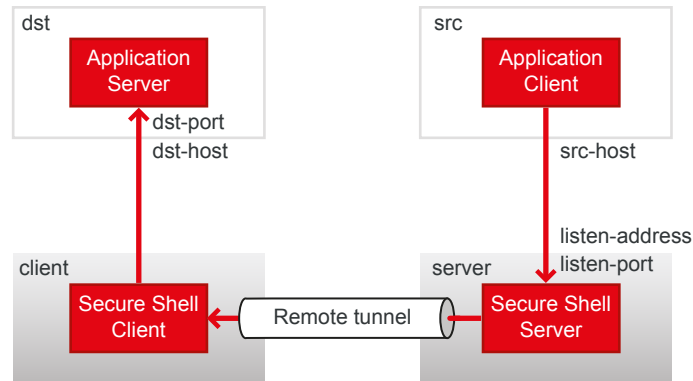 dst
Application
Server
dst-port
dst-host
src
Application
Client
src-host
listen-address
listen-port
client
Secure Shell
Client
Remote tunnel
server
Secure Shell
Server